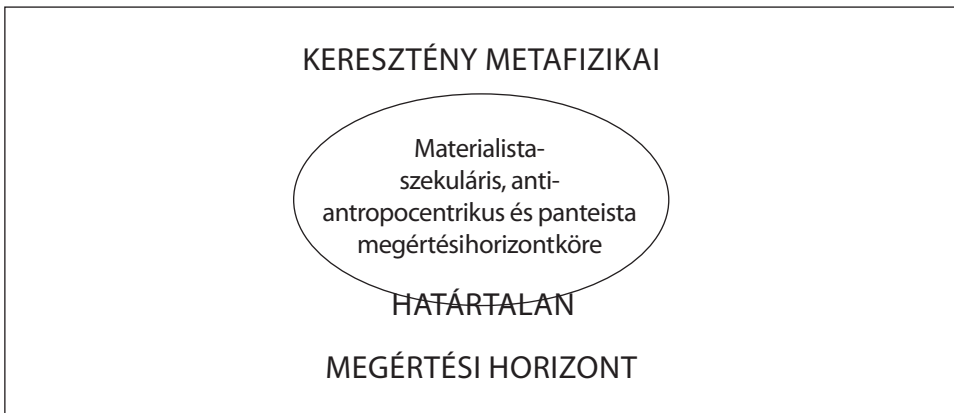 KERESZTÉNY METAFIZIKAI
Materialista-
szekuláris, anti-
antropocentrikus és panteista
megértésihorizontköre
HATÁRTALAN
MEGÉRTÉSI HORIZONT